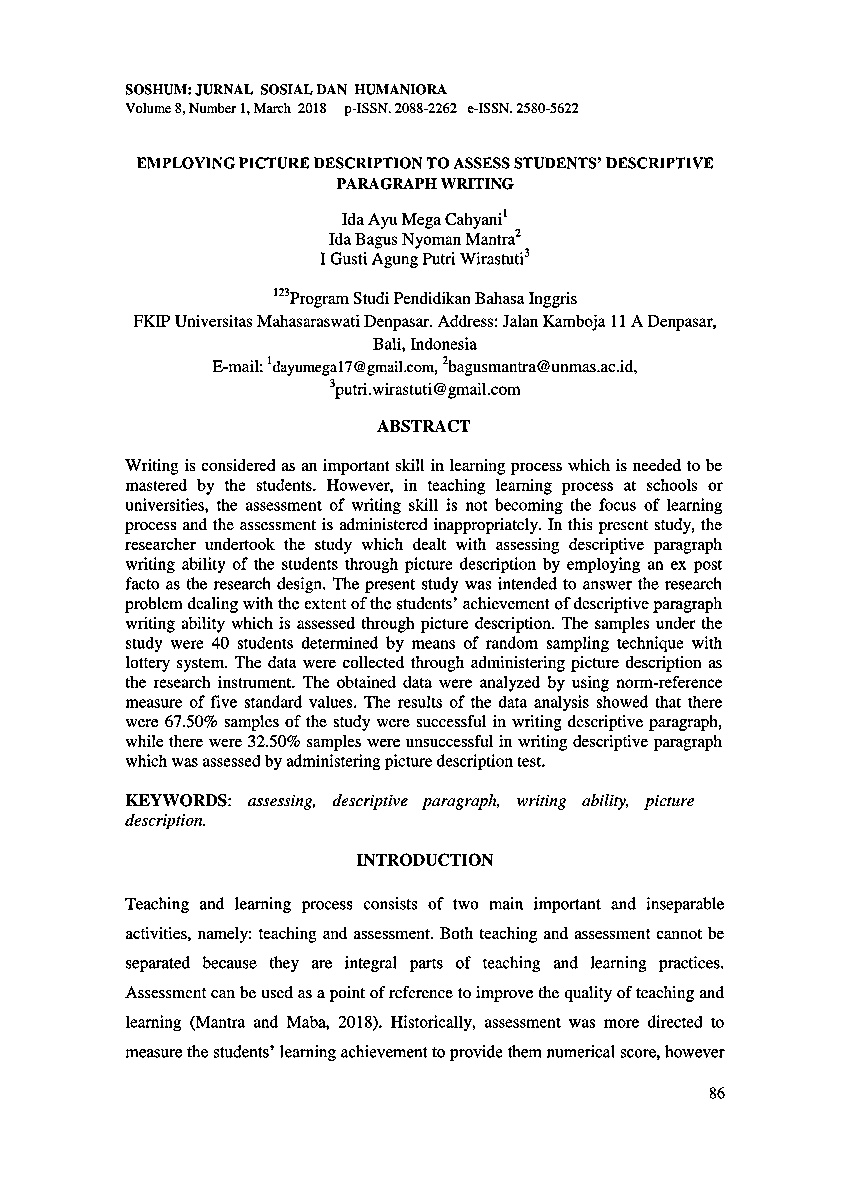 SOSHUM: JURNAL SOSIAL DAN HUMANIORA
Volume 8, Number 1, March 2018 p-ISSN. 2088-2262 e-ISSN. 2580-5622
EMPLOYING PICTURE DESCRIPTION TO ASSESS STUDENTS’ DESCRIPTIVE
PARAGRAPH WRITING
Ida Ayu Mega Cahyani1
Ida Bagus Nyoman Mantra2
I Gusti Agung Putri Wirastuti3
123Program Studi Pendidikan Bahasa Inggris
FKIP Universitas Mahasaraswati Denpasar. Address: Jalan Kamboja 11 A Denpasar,
Bali, Indonesia
E-mail: 1dayumega17@gmail.com, 2bagusmantra@unmas.ac.id,
3putri.wirastuti@gmail.com
ABSTRACT
Writing is considered as an important skill in learning process which is needed to be
mastered by the students. However, in teaching learning process at schools or
universities, the assessment of writing skill is not becoming the focus of learning
process and the assessment is administered inappropriately. In this present study, the
researcher undertook the study which dealt with assessing descriptive paragraph
writing ability of the students through picture description by employing an ex post
facto as the research design. The present study was intended to answer the research
problem dealing with the extent of the students’ achievement of descriptive paragraph
writing ability which is assessed through picture description. The samples under the
study were 40 students determined by means of random sampling technique with
lottery system. The data were collected through administering picture description as
the research instrument. The obtained data were analyzed by using norm-reference
measure of five standard values. The results of the data analysis showed that there
were 67.50% samples of the study were successful in writing descriptive paragraph,
while there were 32.50% samples were unsuccessful in writing descriptive paragraph
which was assessed by administering picture description test.
KEYWORDS: assessing, descriptive paragraph, writing ability, picture
description.
INTRODUCTION
Teaching and learning process consists of two main important and inseparable
activities, namely: teaching and assessment. Both teaching and assessment cannot be
separated because they are integral parts of teaching and learning practices.
Assessment can be used as a point of reference to improve the quality of teaching and
learning (Mantra and Maba, 2018). Historically, assessment was more directed to
measure the students’ learning achievement to provide them numerical score, however
86